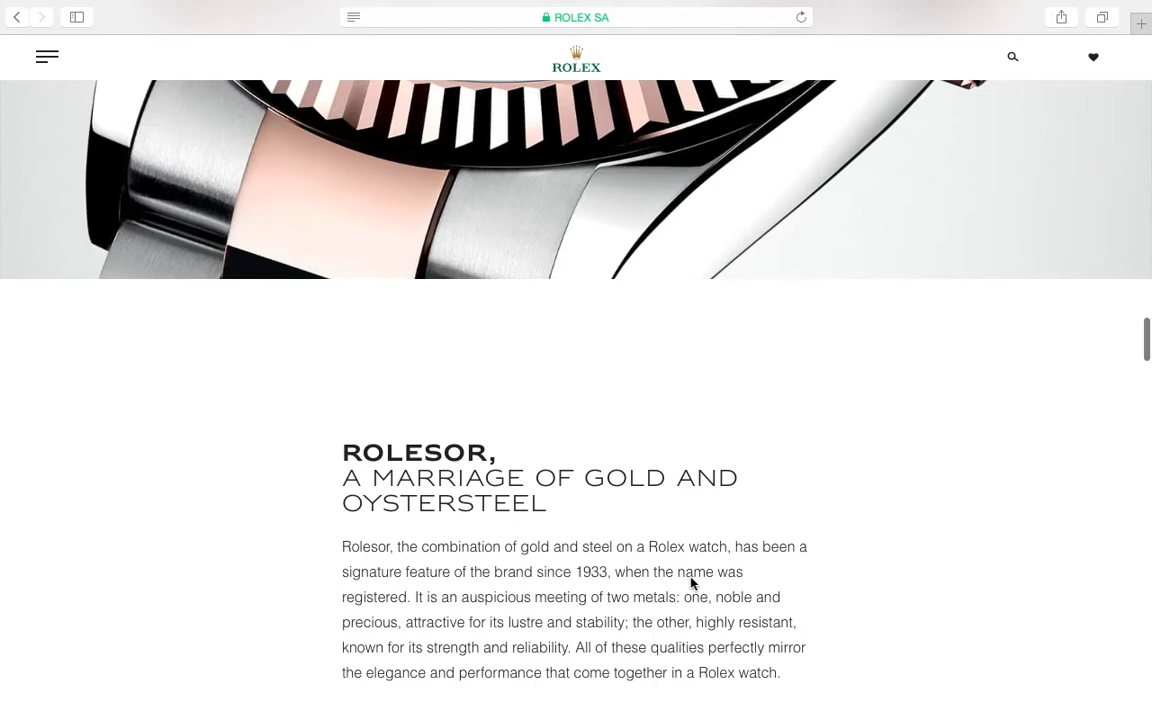 ROLEX SA
ROLEX
ROLESOR,
A MARRIAGE OF GOLD AND
OYSTERSTEEL
Rolesor, the combination of gold and steel on a Rolex watch, has been a
signature feature of the brand since 1933, when the name was
registered. It is an auspicious meeting of two metals: one, noble and
precious, attractive for its lustre and stability; the other, highly resistant,
known for its strength and reliability. All of these qualities perfectly mirror
the elegance and performance that come together in a Rolex watch.